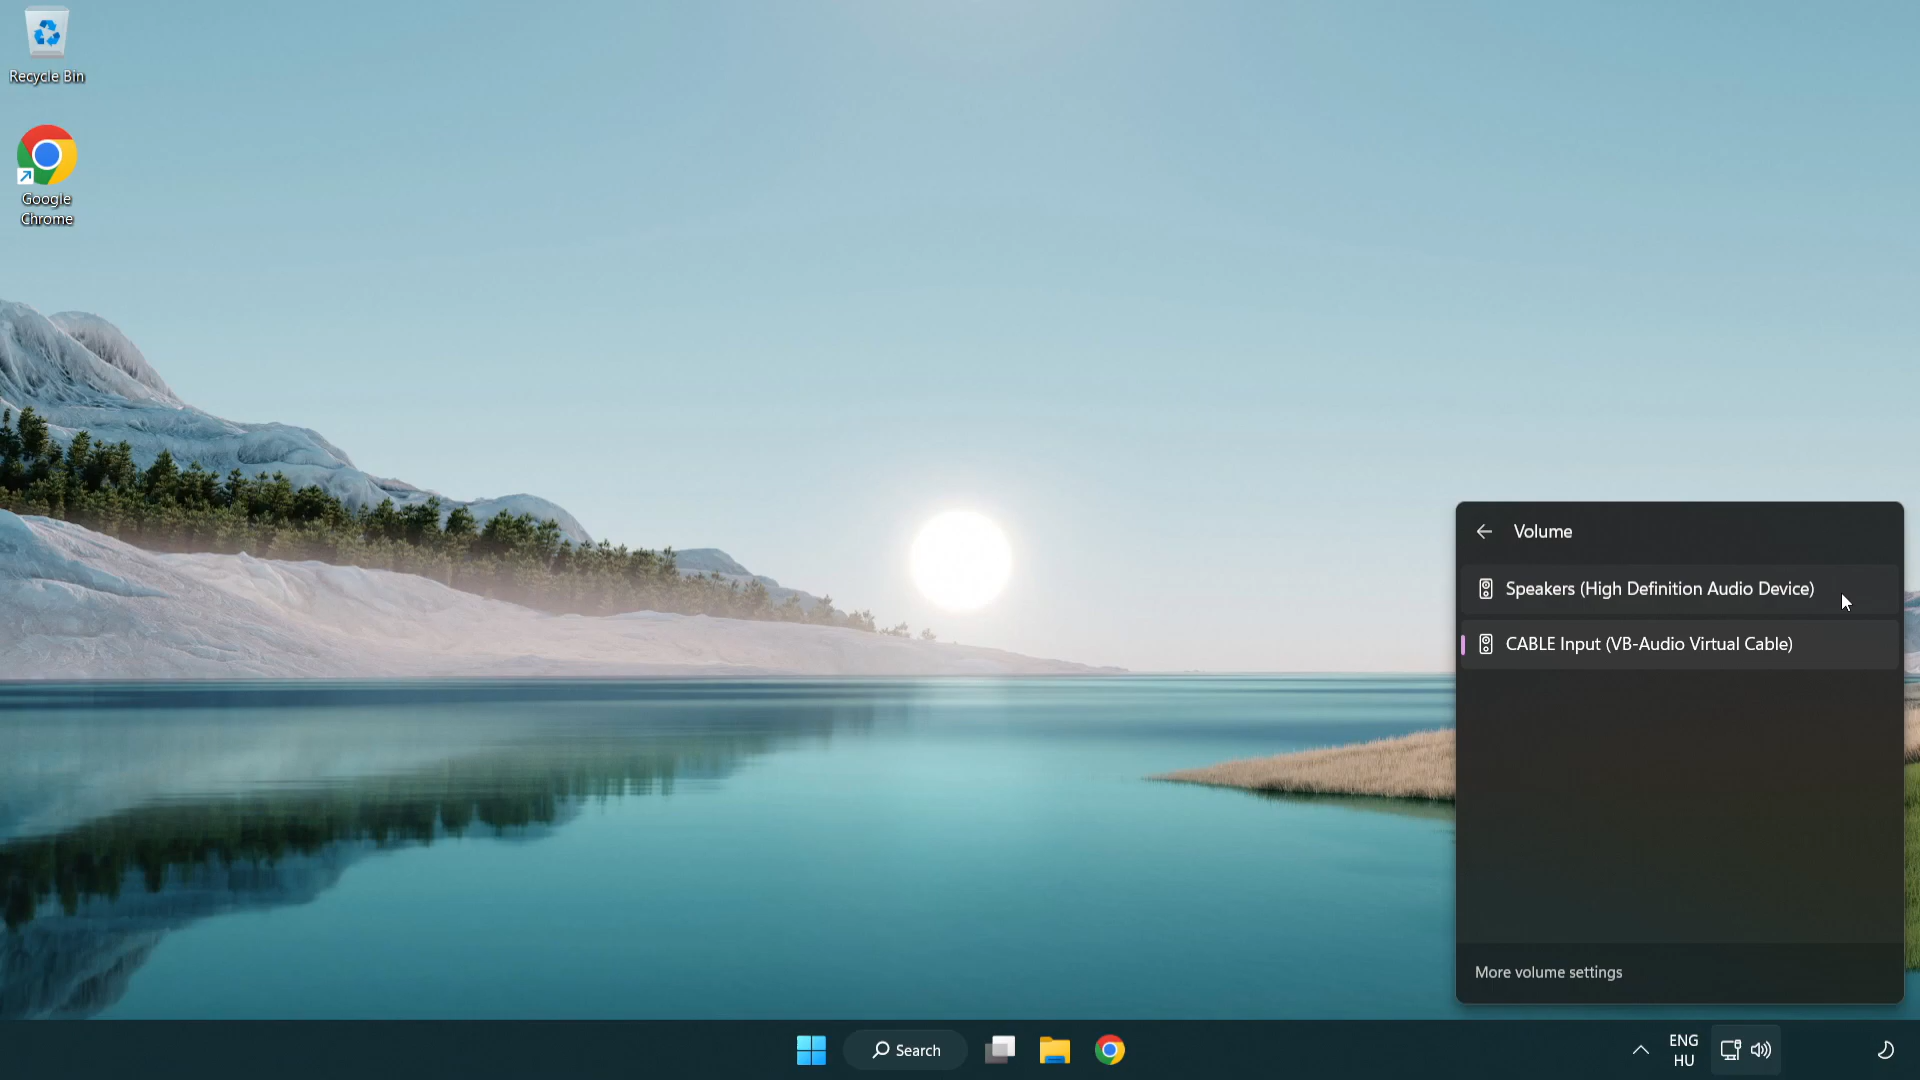 Recycle Bin
Google
Chrome
Volume
Speakers (High Definition Audio Device)
CABLE Input (VB-Audio Virtual Cable)
More volume settings
Search
ENG
HU